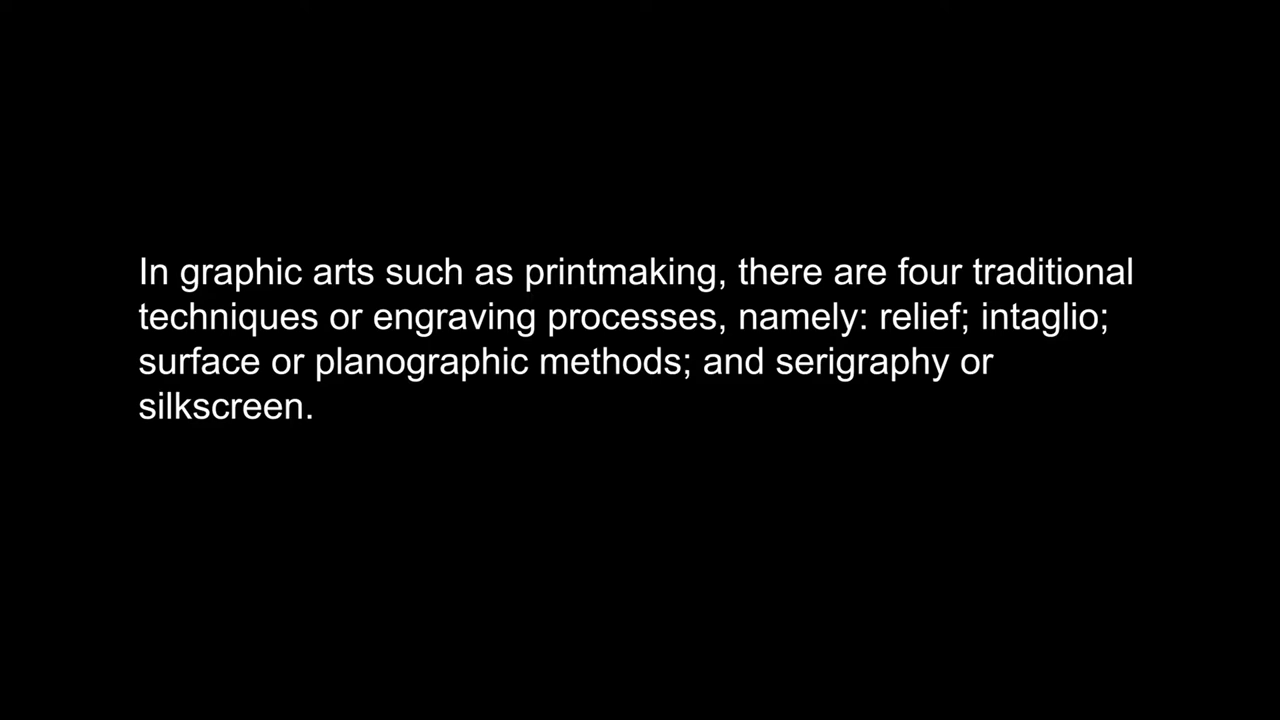 In graphic arts such as printmaking, there are four traditional
techniques or engraving processes, namely: relief; intaglio;
surface or planographic methods; and serigraphy or
silkscreen.